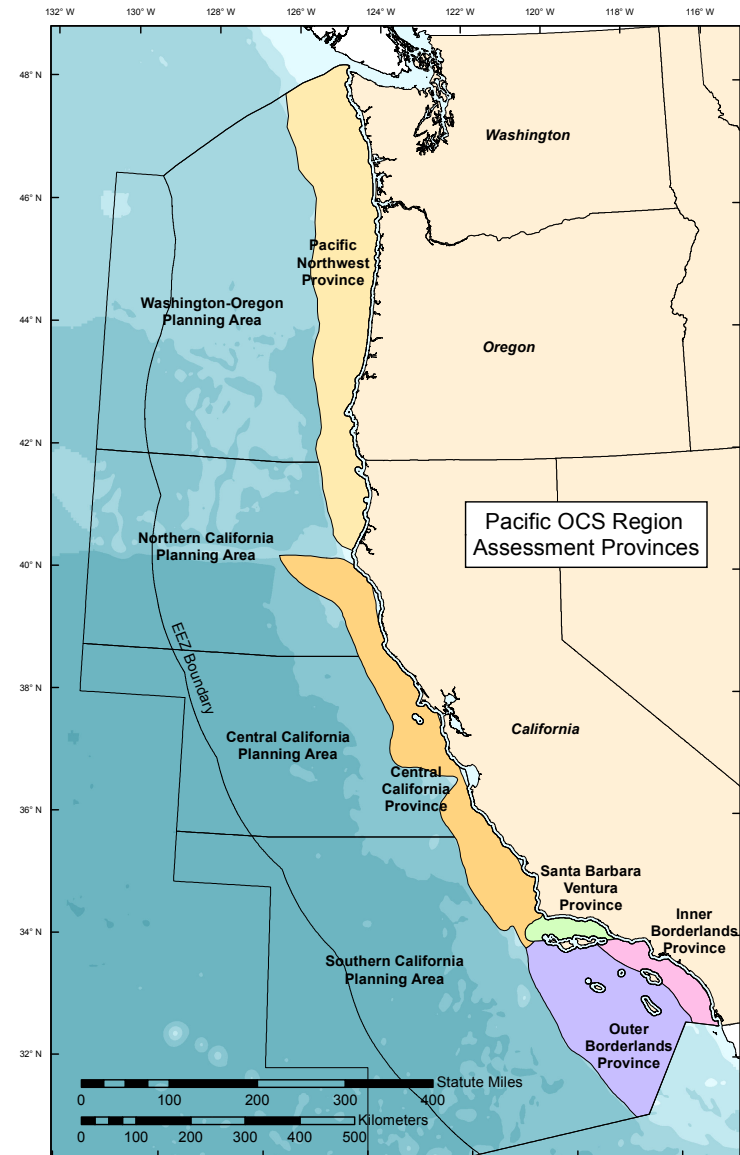 132° W
130° W
128° W
126° W
124° W
122° W
120° W
118° W
116° W
48° N
Washington
46° N
Pacific
Northwest
Province
Washington-Oregon
Planning Area
44° N
Oregon
42° N
Pacific OCS Region
Assessment Provinces
Northern California
Planning Area
40° N
EEZ Boundary
38° N
Central California
Planning Area
California
Central
California
Province
36° N
Santa Barbara
Ventura
Province
Inner
Borderlands
Province
34° N
Southern California
Planning Area
Outer
Borderlands
Province
32° N
Statute Miles
0 100 200 300 400
Kilometers
0 100 200 300 400 500